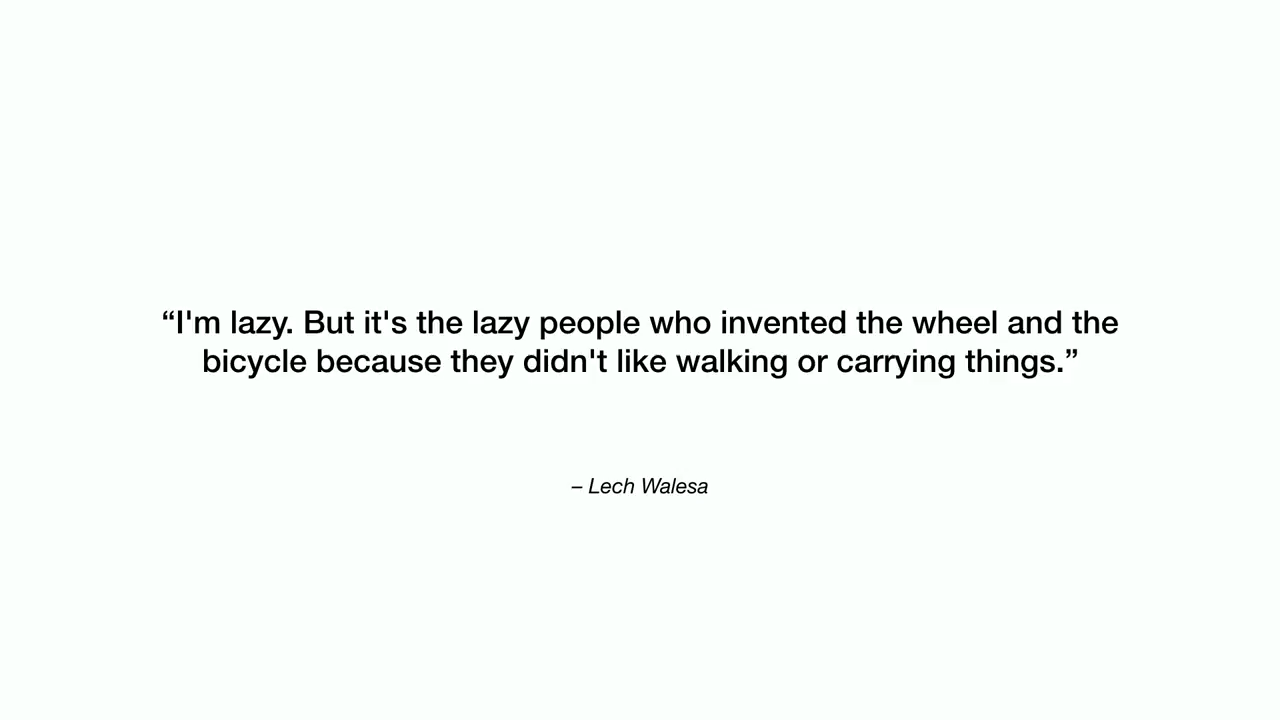 “I'm lazy. But it's the lazy people who invented the wheel and the
bicycle because they didn't like walking or carrying things.”
– Lech Walesa